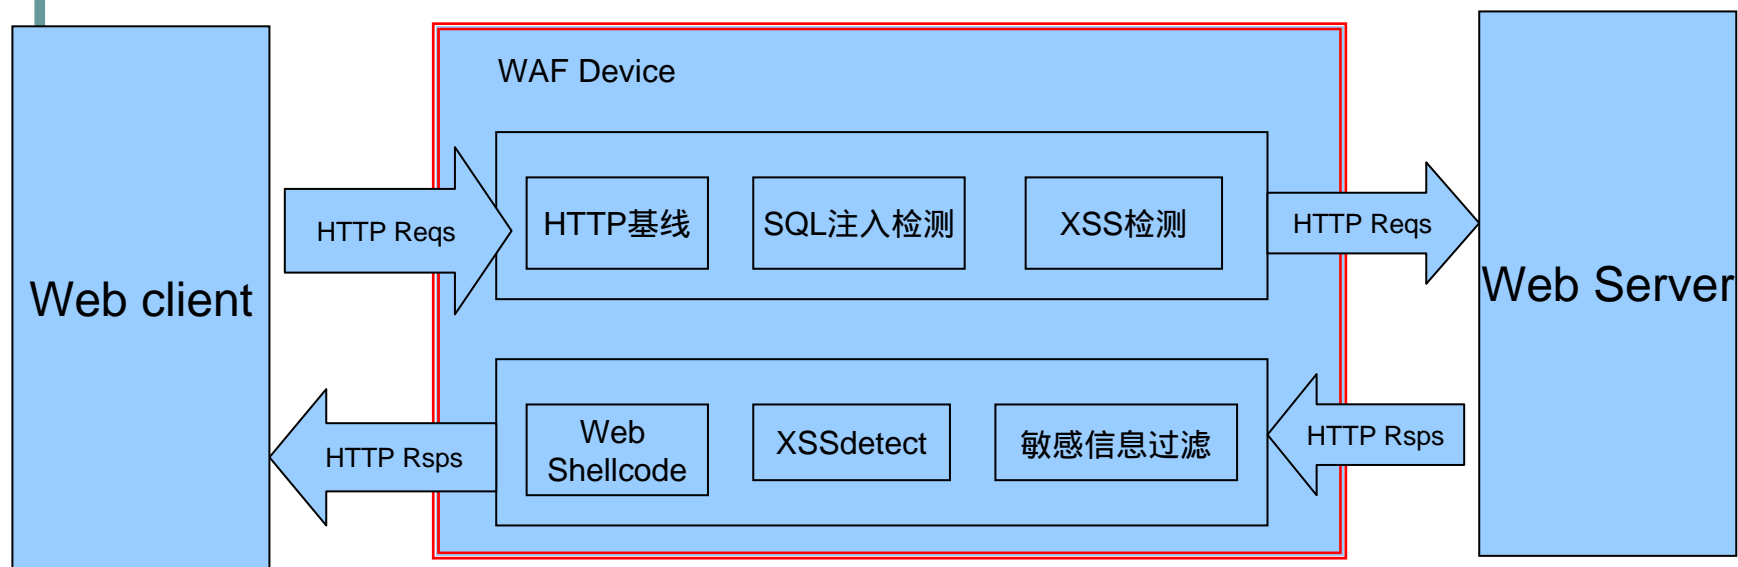 WAF Device
Web client
HTTP Reqs
HTTP基线
SQL注入检测
XSS检测
HTTP Reqs
Web Server
HTTP Rsps
Web
Shellcode
XSSdetect
敏感信息过滤
HTTP Rsps